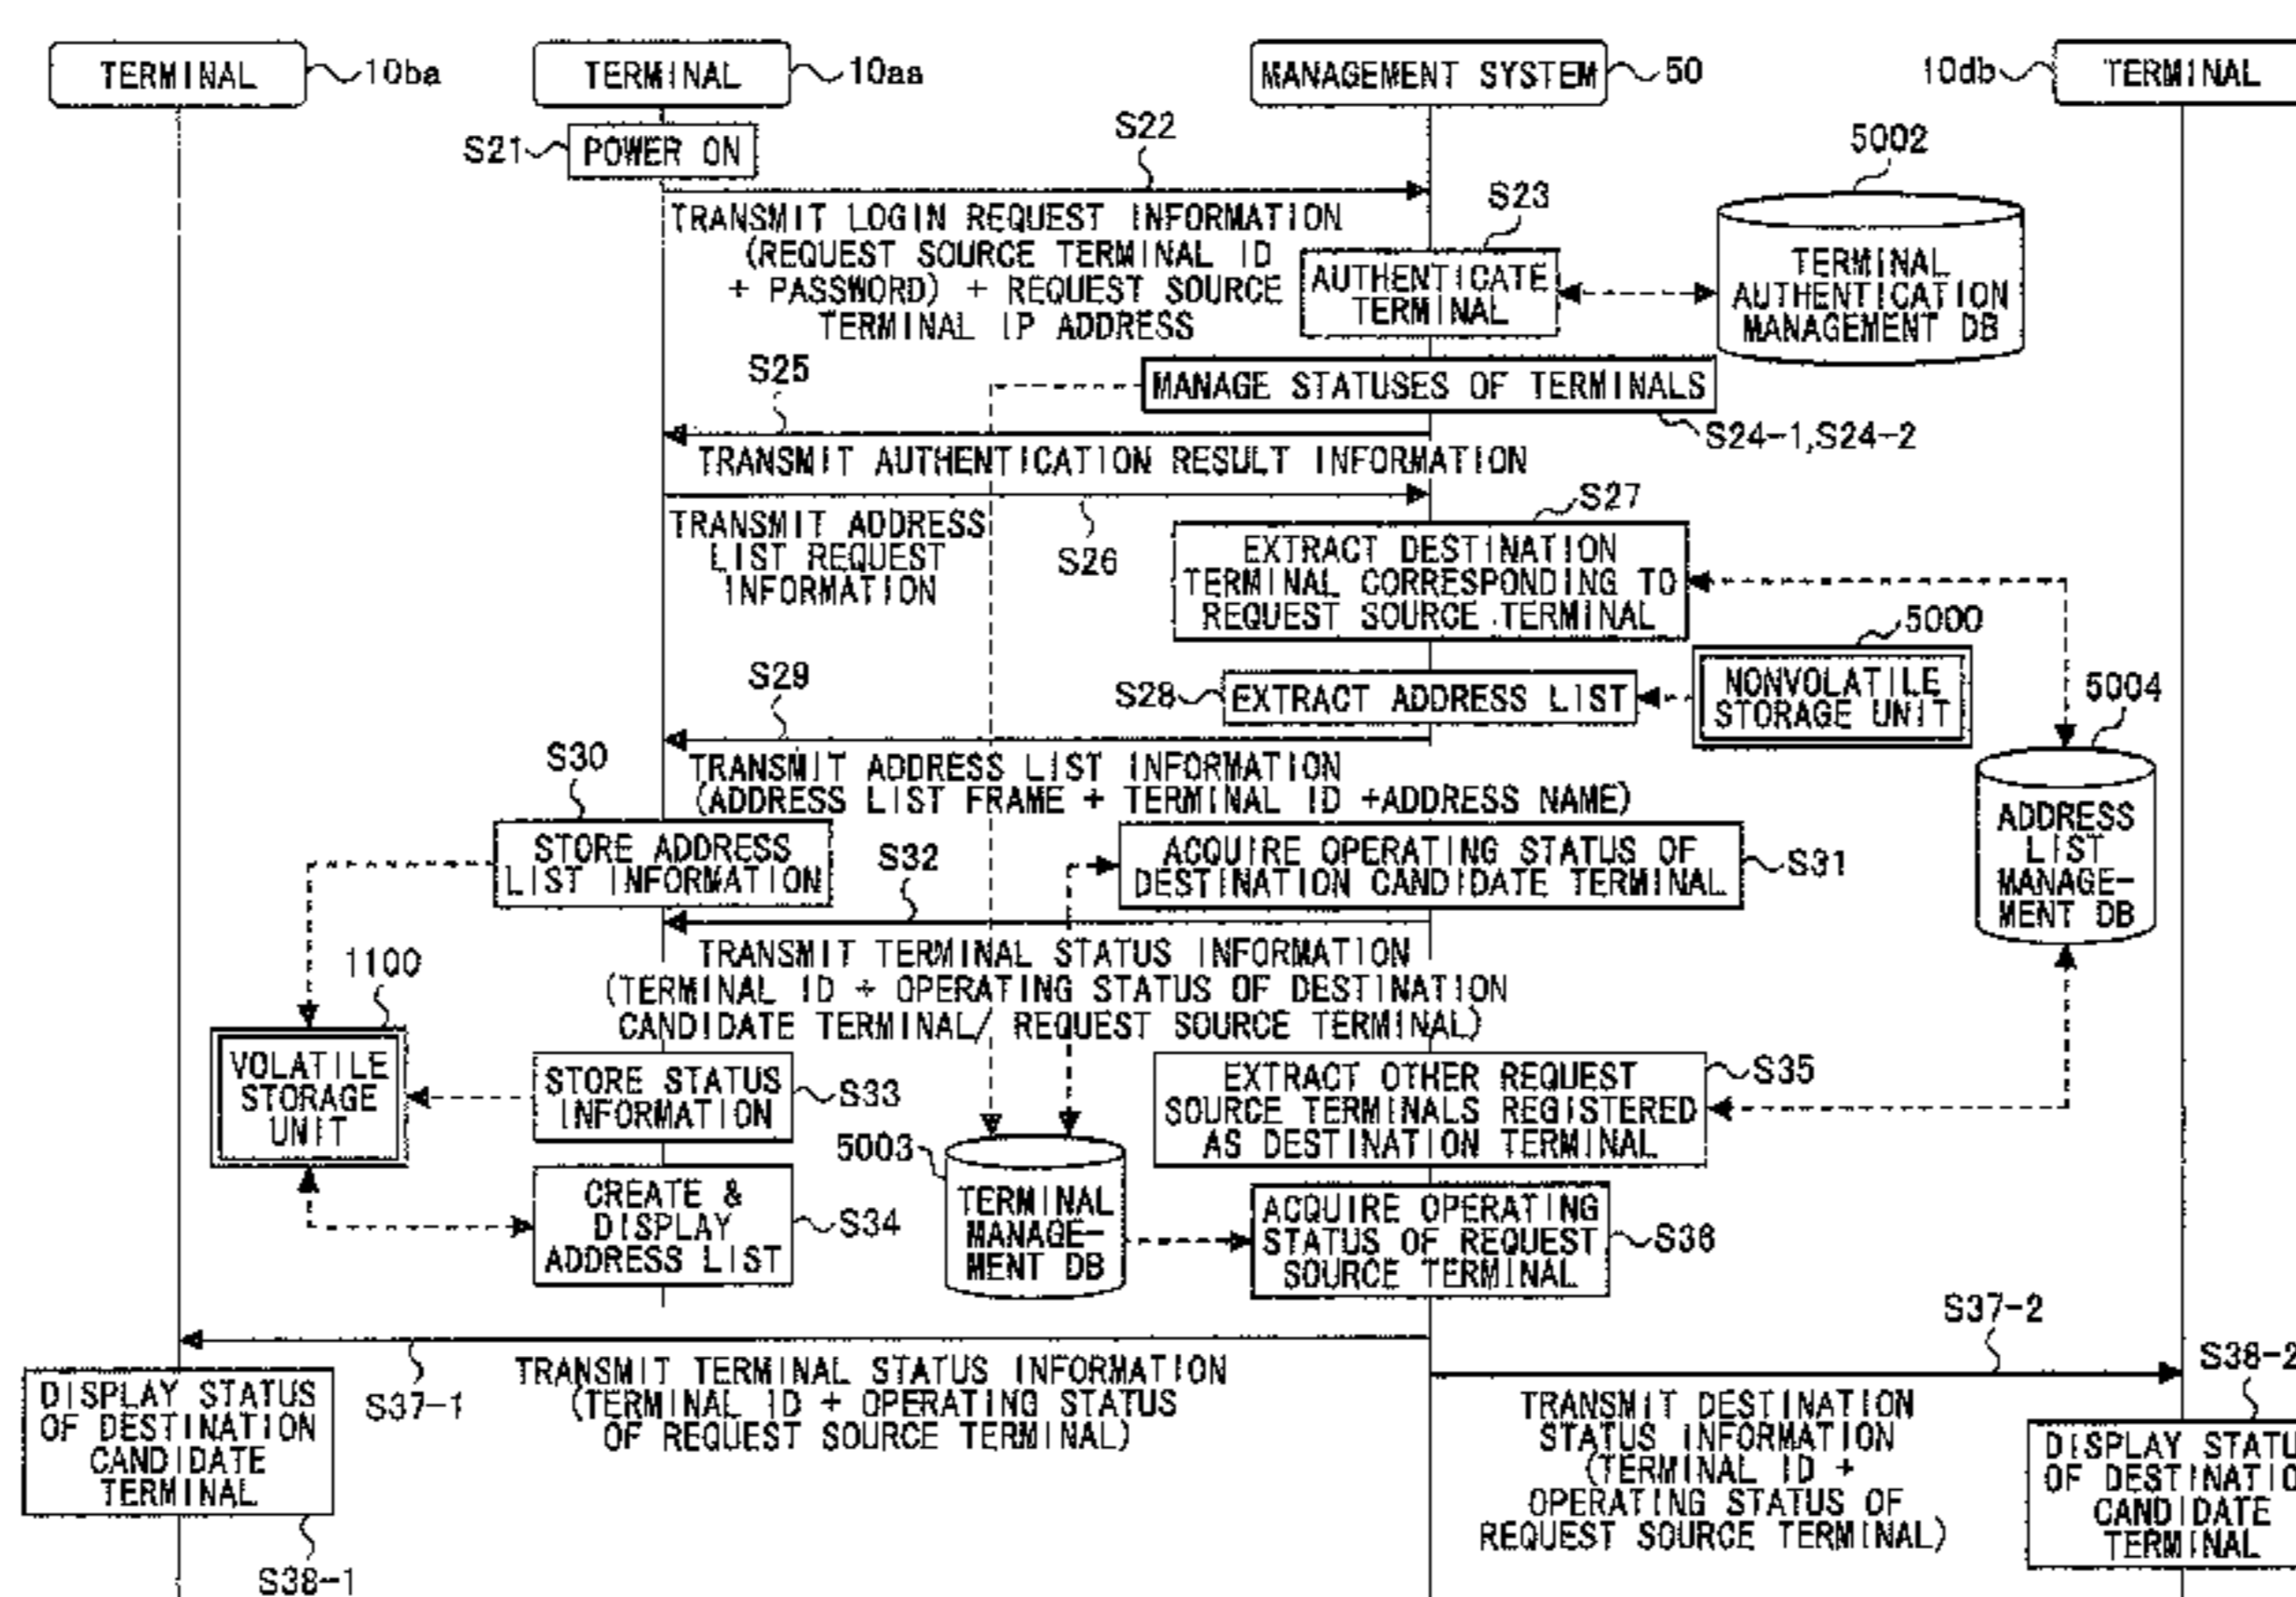 TERMINAL
10ba
TERMINAL
10aa
MANAGEMENT SYSTEM
50
10db
TERMINAL
S21
POWER ON
S22
TRANSMIT LOGIN REQUEST INFORMATION
(REQUEST SOURCE TERMINAL ID
+ PASSWORD) + REQUEST SOURCE
TERMINAL IP ADDRESS
S23
AUTHENTICATE
TERMINAL
5002
TERMINAL
AUTHENTICATION
MANAGEMENT DB
MANAGE STATUSES OF TERMINALS
S24-1,S24-2
S25
TRANSMIT AUTHENTICATION RESULT INFORMATION
TRANSMIT ADDRESS
LIST REQUEST
INFORMATION
S26
S27
EXTRACT DESTINATION
TERMINAL CORRESPONDING TO
REQUEST SOURCE TERMINAL
5000
NONVOLATILE
STORAGE UNIT
S28
EXTRACT ADDRESS LIST
5004
ADDRESS
LIST
MANAGE-
MENT DB
S29
TRANSMIT ADDRESS LIST INFORMATION
(ADDRESS LIST FRAME + TERMINAL ID +ADDRESS NAME)
S30
STORE ADDRESS
LIST INFORMATION
ACQUIRE OPERATING STATUS OF
DESTINATION CANDIDATE TERMINAL
S31
S32
TRANSMIT TERMINAL STATUS INFORMATION
(TERMINAL ID + OPERATING STATUS OF DESTINATION
CANDIDATE TERMINAL/ REQUEST SOURCE TERMINAL)
1100
VOLATILE
STORAGE
UNIT
STORE STATUS
INFORMATION
S33
EXTRACT OTHER REQUEST
SOURCE TERMINALS REGISTERED
AS DESTINATION TERMINAL
S35
CREATE &
DISPLAY
ADDRESS LIST
S34
5003
TERMINAL
MANAGE-
MENT DB
ACQUIRE OPERATING
STATUS OF REQUEST
SOURCE TERMINAL
S36
S37-1
TRANSMIT TERMINAL STATUS INFORMATION
(TERMINAL ID + OPERATING STATUS
OF REQUEST SOURCE TERMINAL)
S37-2
TRANSMIT DESTINATION
STATUS INFORMATION
(TERMINAL ID +
OPERATING STATUS OF
REQUEST SOURCE TERMINAL)
DISPLAY STATUS
OF DESTINATION
CANDIDATE
TERMINAL
S38-1
S38-2
DISPLAY STATU
OF DESTINATIO
CANDIDATE
TERMINAL